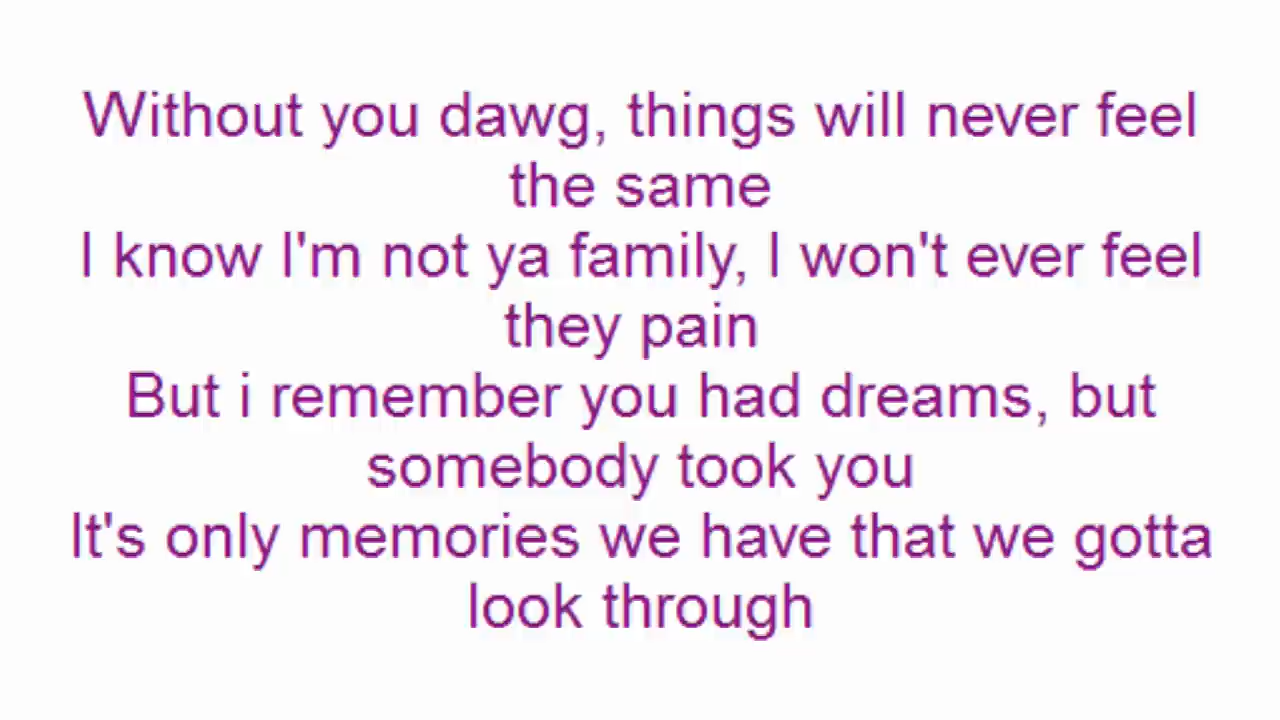 Without you dawg, things will never feel
the same
I know I'm not ya family, I won't ever feel
they pain
But i remember you had dreams, but
somebody took you
It's only memories we have that we gotta
look through